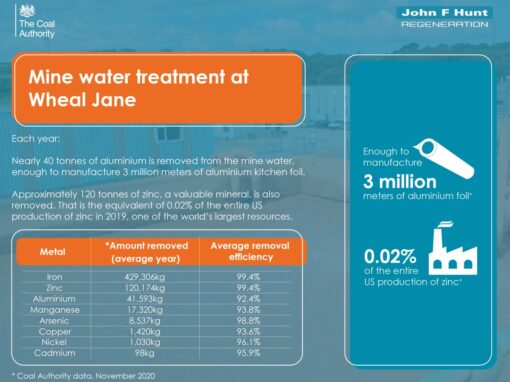 The Coal
Authority
John F Hunt
REGENERATION
Mine water treatment at
Wheal Jane
Each year:
Nearly 40 tonnes of aluminium is removed from the mine water,
enough to manufacture 3 million meters of aluminium kitchen foil.
Approximately 120 tonnes of zinc, a valuable mineral, is also
removed. That is the equivalent of 0.02% of the entire US
production of zinc in 2019, one of the world's largest resources.
Metal *Amount removed (average year) Average removal efficiency
Iron 429,306kg 99.4%
Zinc 120,174kg 99.4%
Aluminium 41,593kg 92.4%
Manganese 17,320kg 93.8%
Arsenic 8,537kg 98.8%
Copper 1,420kg 93.6%
Nickel 1,030kg 96.1%
Cadmium 98kg 95.9%
* Coal Authority data, November 2020
Enough to
manufacture
3 million
meters of aluminium foil*
0.02%
of the entire
US production of zinc*